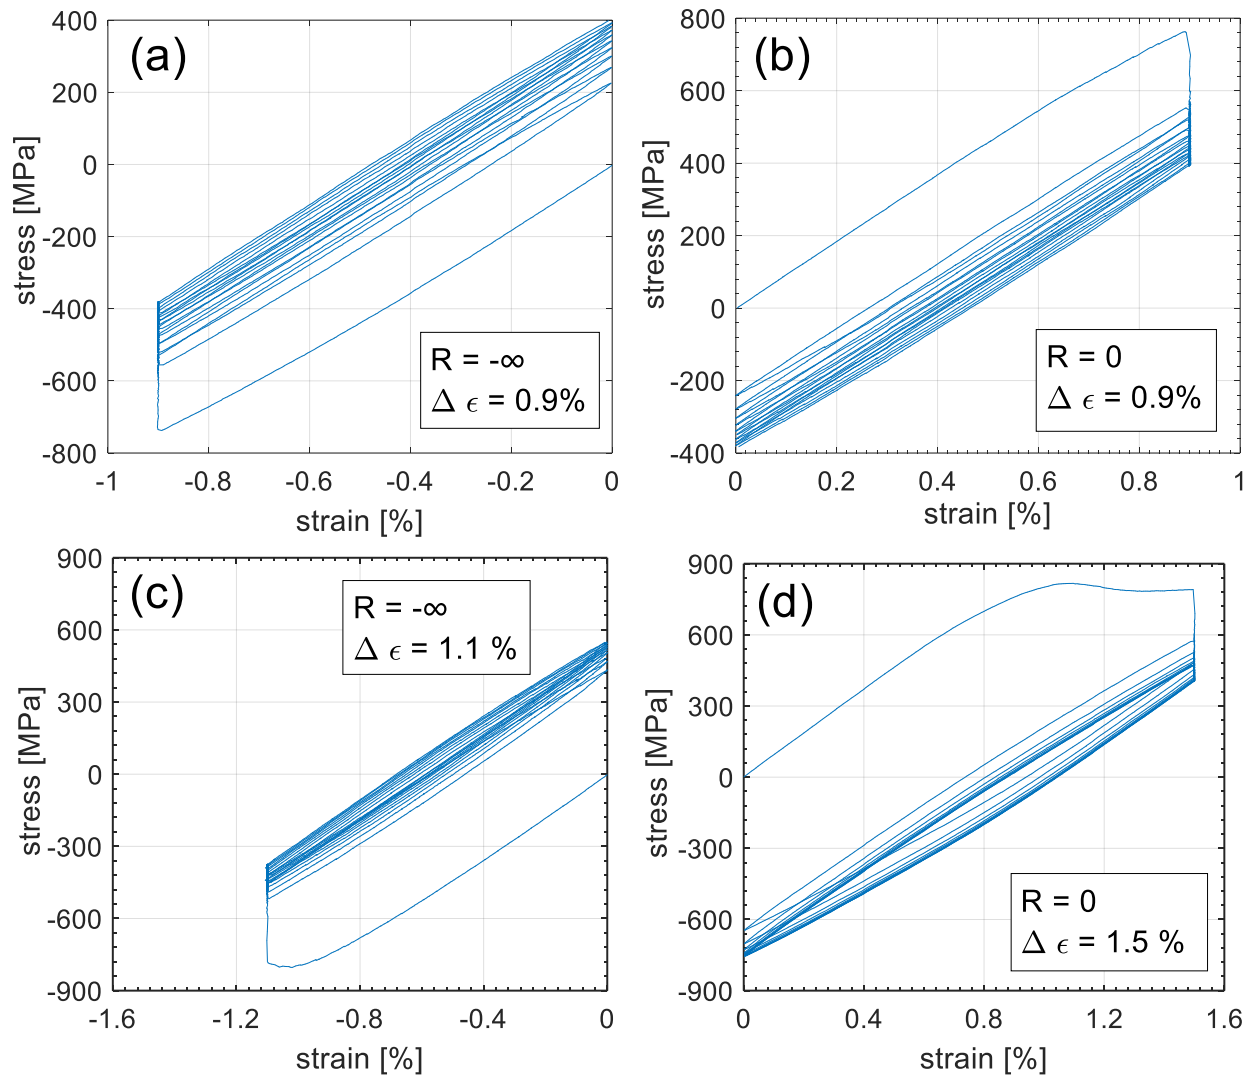 (a)
400
200
0
-200
-400
-600
-800
stress [MPa]
-1
-0.8
-0.6
-0.4
-0.2
0
strain [%]
R = -∞
Δ ϵ = 0.9%
(b)
800
600
400
200
0
-200
-400
stress [MPa]
0
0.2
0.4
0.6
0.8
1
strain [%]
R = 0
Δ ϵ = 0.9%
(c)
900
600
300
0
-300
-600
-900
stress [MPa]
-1.6
-1.2
-0.8
-0.4
0
strain [%]
R = -∞
Δ ϵ = 1.1 %
(d)
900
600
300
0
-300
-600
-900
stress [MPa]
0
0.4
0.8
1.2
1.6
strain [%]
R = 0
Δ ϵ = 1.5 %